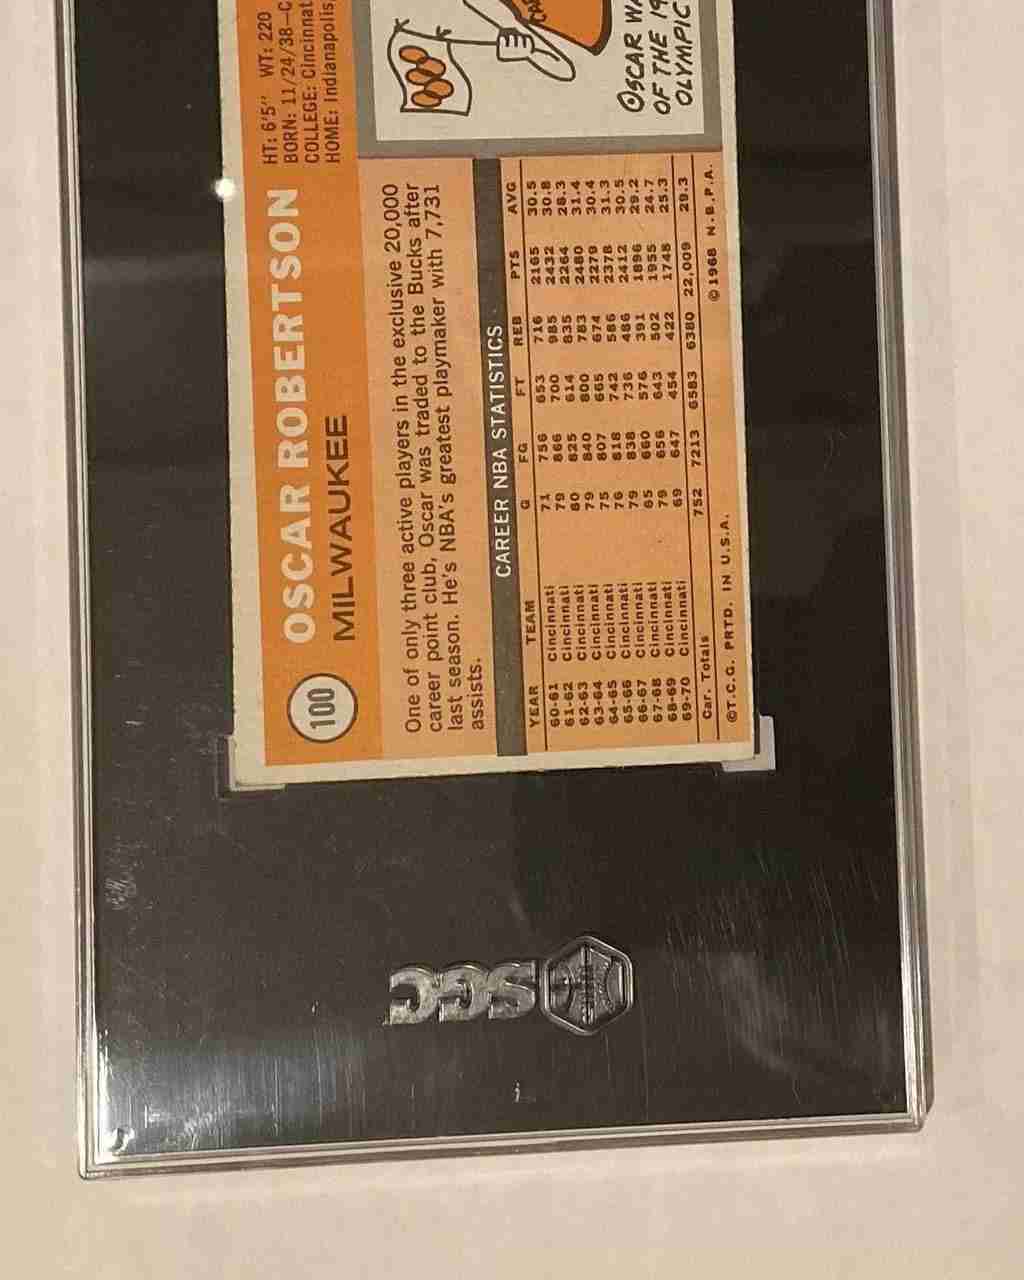 100
OSCAR ROBERTSON
MILWAUKEE
HT: 6'5" WT: 220
BORN: 11/24/38—C
COLLEGE: Cincinnat
HOME: Indianapolis,
One of only three active players in the exclusive 20,000
career point club, Oscar was traded to the Bucks after
last season. He's NBA's greatest playmaker with 7,731
assists.
OSCAR WA
OF THE 19
OLYMPIC
CAREER NBA STATISTICS
YEAR TEAM G FG FT REB PTS AVG
60-61 Cincinnati 71 756 653 716 2165 30.5
61-62 Cincinnati 79 866 700 985 2432 30.8
62-63 Cincinnati 80 825 614 835 2264 28.3
63-64 Cincinnati 79 840 800 783 2480 31.4
64-65 Cincinnati 75 807 665 674 2279 30.4
65-66 Cincinnati 76 818 742 586 2378 31.3
66-67 Cincinnati 79 838 736 486 2412 30.5
67-68 Cincinnati 65 660 576 391 1896 29.2
68-69 Cincinnati 79 656 643 502 1955 24.7
69-70 Cincinnati 69 647 454 422 1748 25.3
Car. Totals 752 7213 6583 6380 22,009 29.3
©T.C.G. PRTD. IN U.S.A. ©1968 N.B.P.A.
SGC